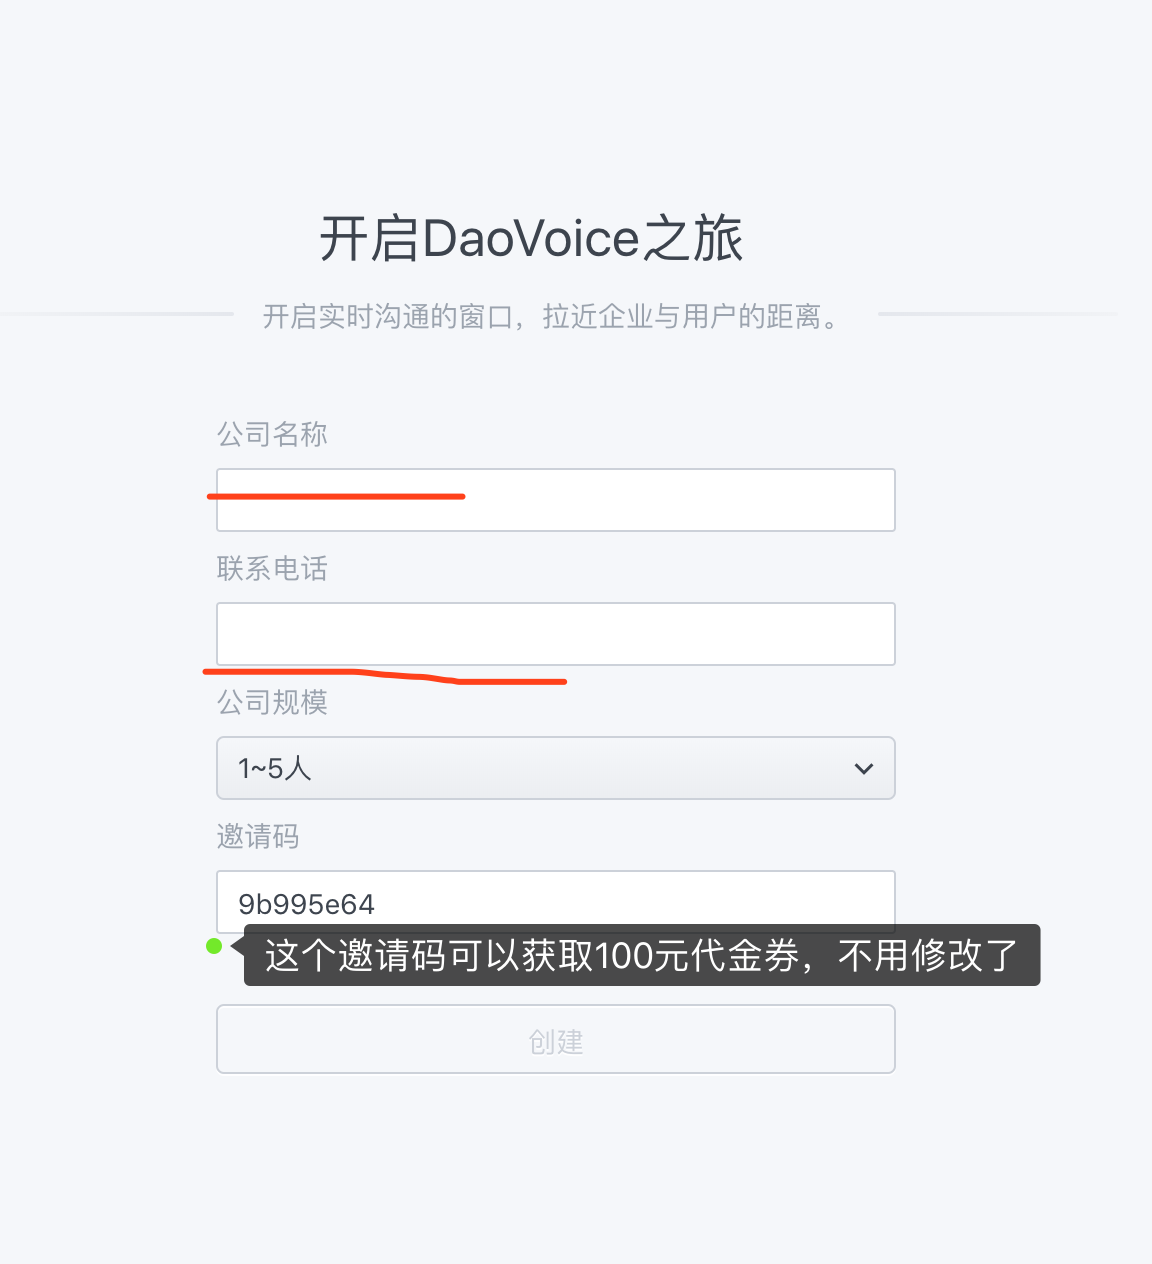 开启DaoVoice之旅
开启实时沟通的窗口，拉近企业与用户的距离。
公司名称
联系电话
公司规模
1~5人
邀请码
9b995e64
这个邀请码可以获取100元代金券，不用修改了
创建